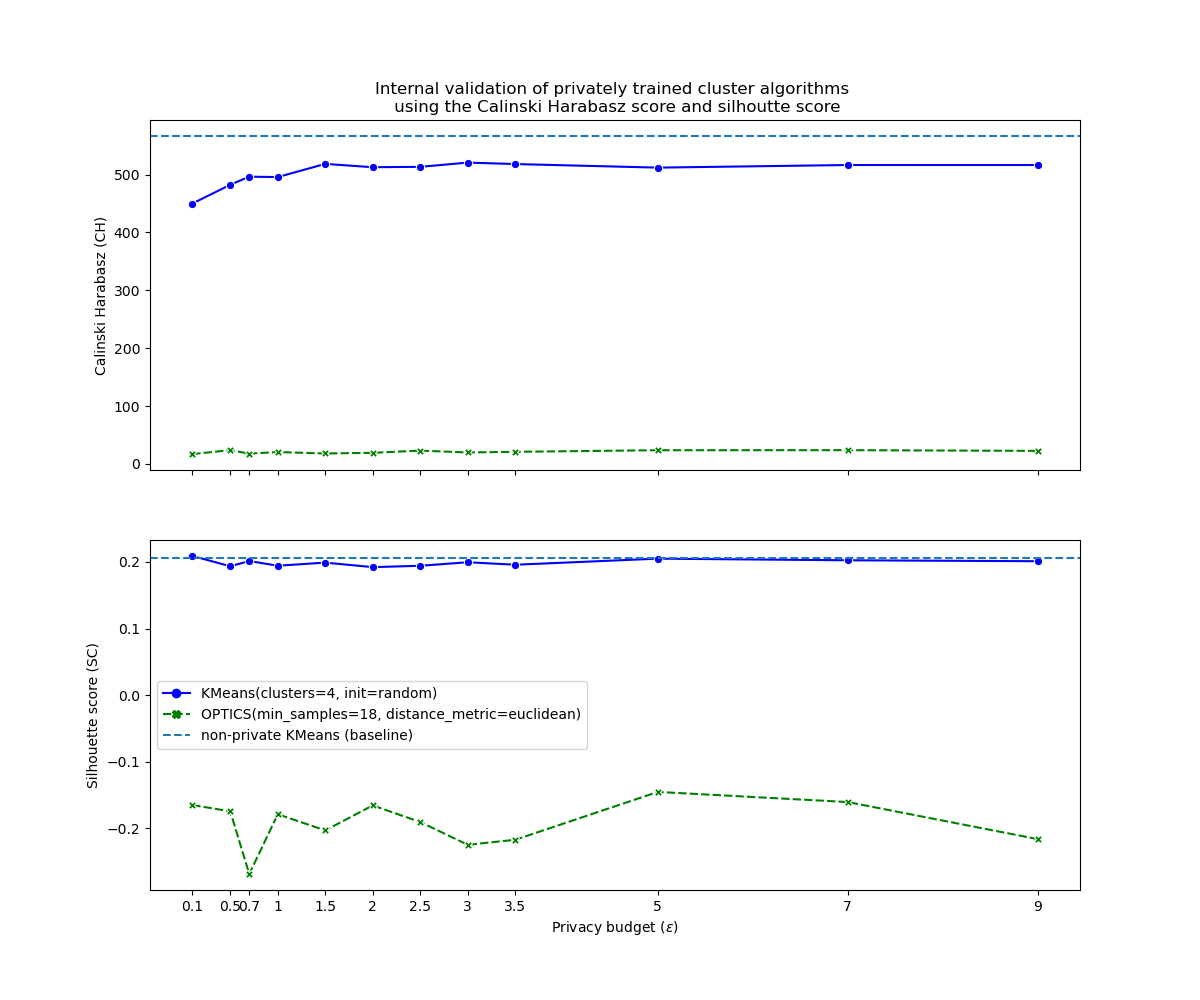 Internal validation of privately trained cluster algorithms
using the Calinski Harabasz score and silhoutte score
Calinski Harabasz (CH)
500
400
300
200
100
0
Silhouette score (SC)
0.2
0.1
0.0
−0.1
−0.2
KMeans(clusters=4, init=random)
OPTICS(min_samples=18, distance_metric=euclidean)
non-private KMeans (baseline)
0.1 0.5 0.7 1 1.5 2 2.5 3 3.5 5 7 9
Privacy budget (ε)